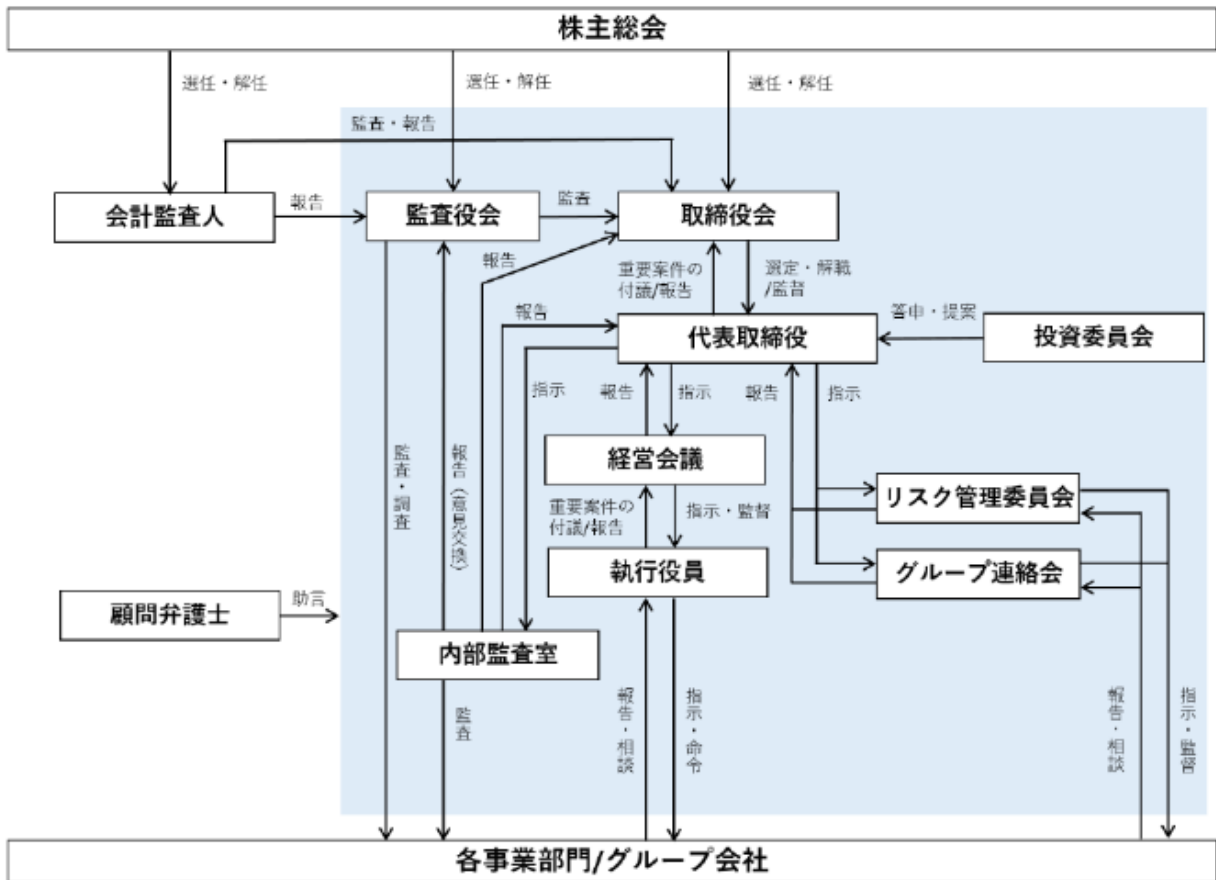 株主総会
選任・解任
選任・解任
選任・解任
監査・報告
会計監査人
報告
監査役会
監査
取締役会
報告
重要案件の
付議/報告
選定・解職
/監督
報告
代表取締役
答申・提案
投資委員会
指示
報告
指示
報告
指示
経営会議
監査・調査
報告(意見交換)
リスク管理委員会
重要案件の
付議/報告
指示・監督
執行役員
グループ連絡会
顧問弁護士
助言
内部監査室
監査
報告・相談
指示・命令
報告・相談
指示・監督
各事業部門/グループ会社